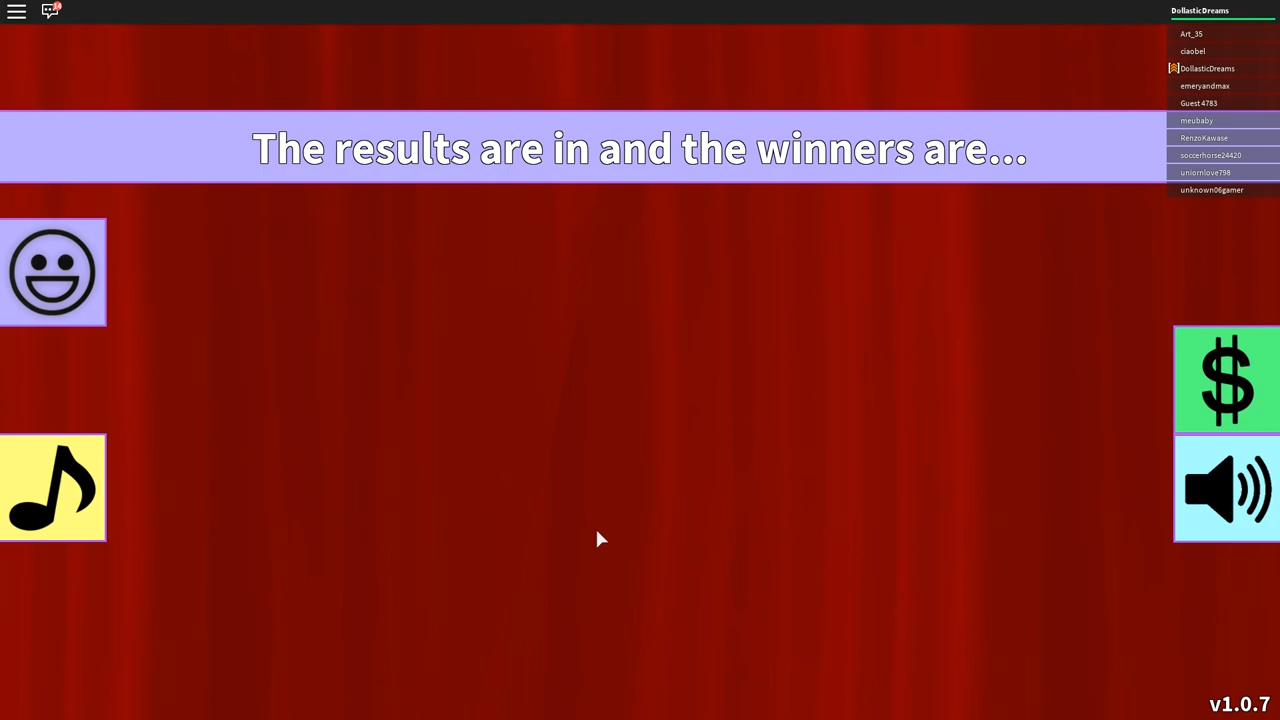 14
DollasticDreams
Art_35
ciaobel
DollasticDreams
emeryandmax
Guest 4783
meubaby
RenzoKawase
soccerhorse24420
uniornlove798
unknown06gamer
The results are in and the winners are...
$
v1.0.7